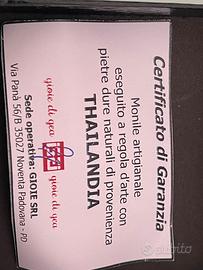 Certificato di Garanzia
Monile artigianale
eseguito a regola d'arte con
pietre dure naturali di provenienza
THAILANDIA
gioie di gea
gioie di gea
Sede operativa: GIOIE SRL
Via Panà 56/B 35027 Noventa Padovana - PD
subito